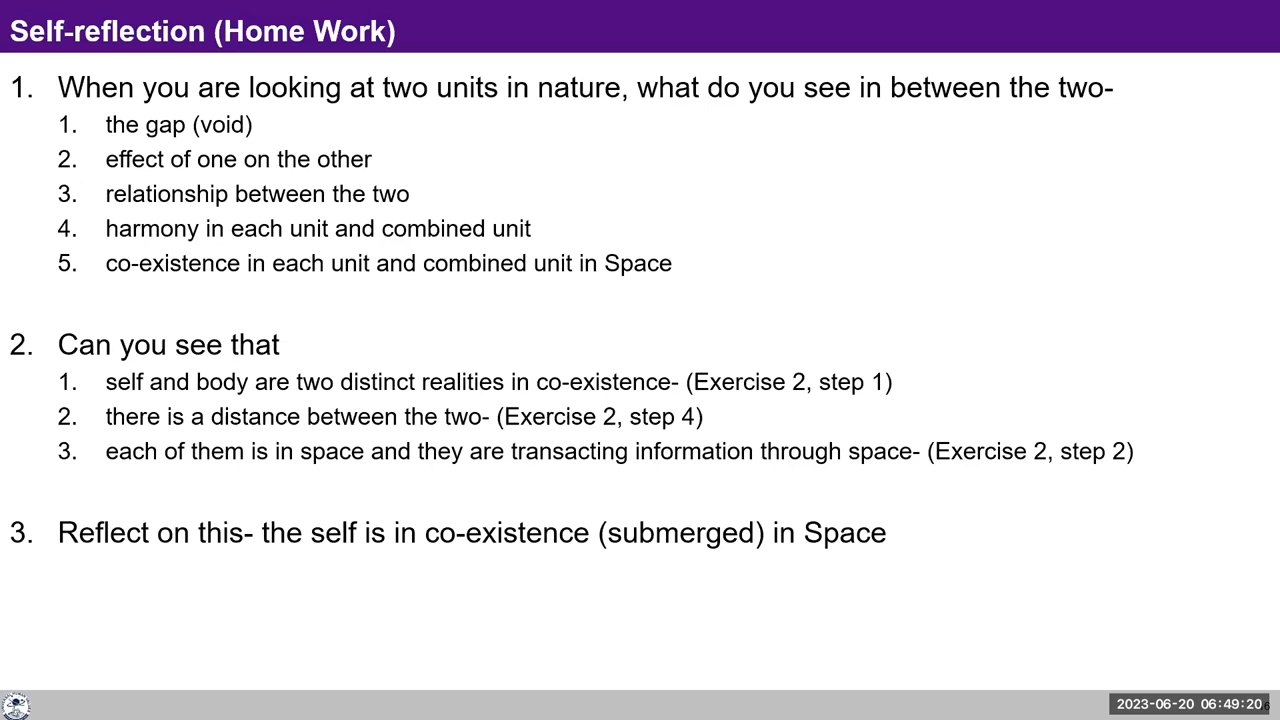 Self-reflection (Home Work)
1. When you are looking at two units in nature, what do you see in between the two-
1. the gap (void)
2. effect of one on the other
3. relationship between the two
4. harmony in each unit and combined unit
5. co-existence in each unit and combined unit in Space
2. Can you see that
1. self and body are two distinct realities in co-existence- (Exercise 2, step 1)
2. there is a distance between the two- (Exercise 2, step 4)
3. each of them is in space and they are transacting information through space- (Exercise 2, step 2)
3. Reflect on this- the self is in co-existence (submerged) in Space
2023-06-20 06:49:20